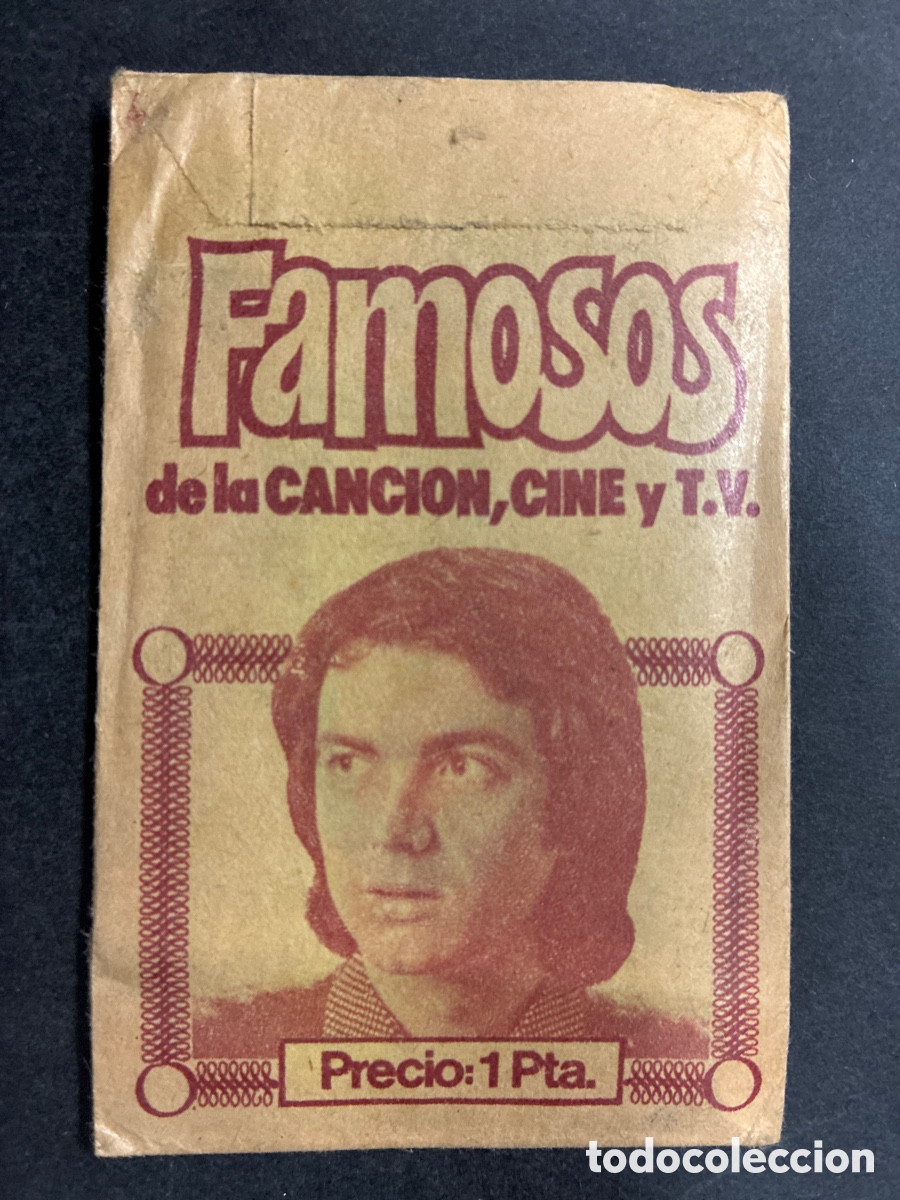 Famosos
de la CANCION, CINE y T.V.
Precio: 1 Pta.
todocoleccion